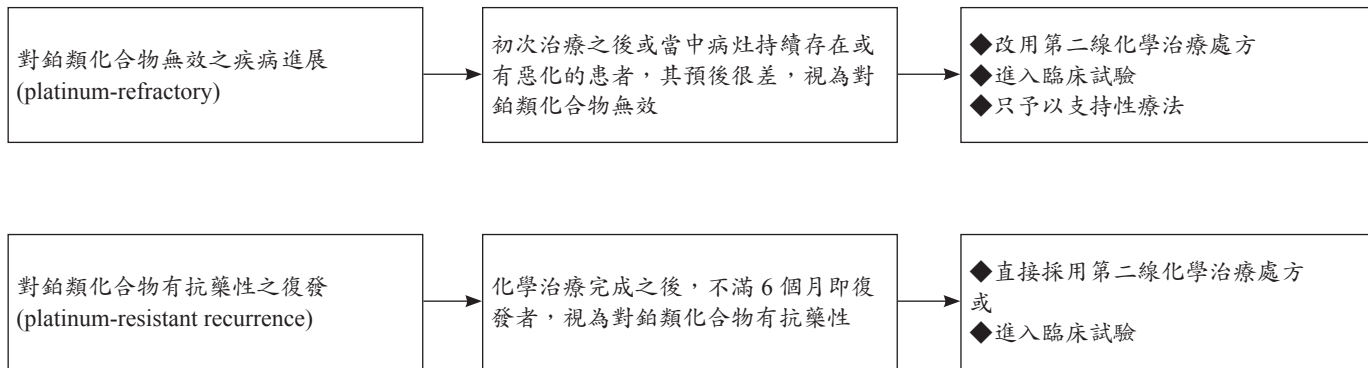 對鉑類化合物無效之疾病進展
(platinum-refractory)
初次治療之後或當中病灶持續存在或
有惡化的患者，其預後很差，視為對
鉑類化合物無效
◆改用第二線化學治療處方
◆進入臨床試驗
◆只予以支持性療法
對鉑類化合物有抗藥性之復發
(platinum-resistant recurrence)
化學治療完成之後，不滿 6 個月即復
發者，視為對鉑類化合物有抗藥性
◆直接採用第二線化學治療處方
或
◆進入臨床試驗